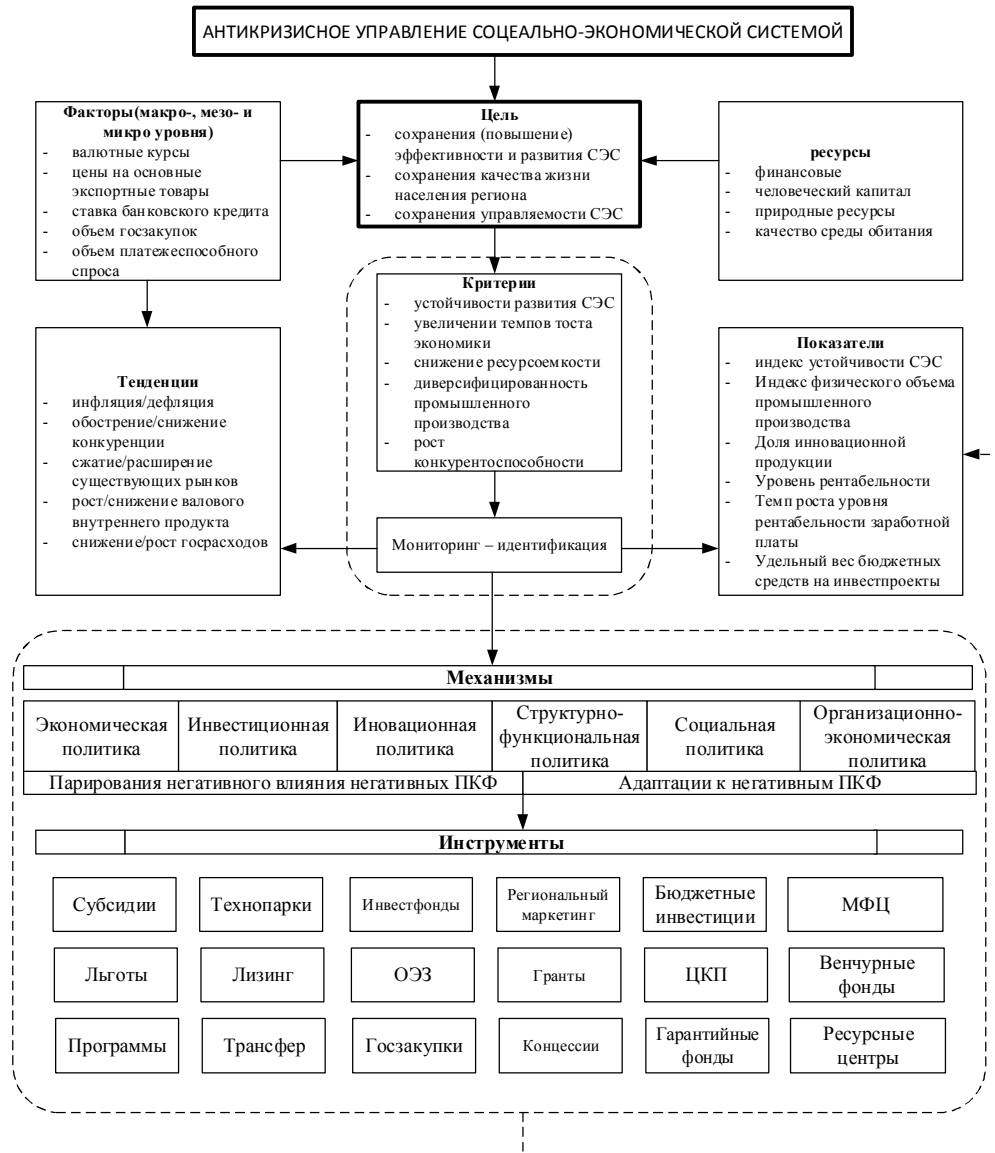 АНТИКРИЗИСНОЕ УПРАВЛЕНИЕ СОЦЕАЛЬНО-ЭКОНОМИЧЕСКОЙ СИСТЕМОЙ
Факторы(макро-, мезо- и
микро уровня)
- валютные курсы
- цены на основные
экспортные товары
- ставка банковского кредита
- объем госзакупок
- объем платежеспособного
спроса
Цель
- сохранения (повышение)
эффективности и развития СЭС
- сохранения качества жизни
населения региона
- сохранения управляемости СЭС
ресурсы
- финансовые
- человеческий капитал
- природные ресурсы
- качество среды обитания
Критерии
- устойчивости развития СЭС
- увеличении темпов тоста
экономики
- снижение ресурсоемкости
- диверсифицированность
промышленного
производства
- рост
конкурентоспособности
Тенденции
- инфляция/дефляция
- обострение/снижение
конкуренции
- сжатие/расширение
существующих рынков
- рост/снижение валового
внутреннего продукта
- снижение/рост госрасходов
Показатели
- индекс устойчивости СЭС
- Индекс физического объема
промышленного
производства
- Доля инновационной
продукции
- Уровень рентабельности
- Темп роста уровня
рентабельности заработной
платы
- Удельный вес бюджетных
средств на инвестпроекты
Мониторинг – идентификация
Механизмы
Экономическая
политика
Инвестиционная
политика
Иновационная
политика
Структурно-
функциональная
политика
Социальная
политика
Организационно-
экономическая
политика
Парирования негативного влияния негативных ПКФ
Адаптации к негативным ПКФ
Инструменты
Субсидии
Технопарки
Инвестфонды
Региональный
маркетинг
Бюджетные
инвестиции
МФЦ
Льготы
Лизинг
ОЭЗ
Гранты
ЦКП
Венчурные
фонды
Программы
Трансфер
Госзакупки
Концессии
Гарантийные
фонды
Ресурсные
центры